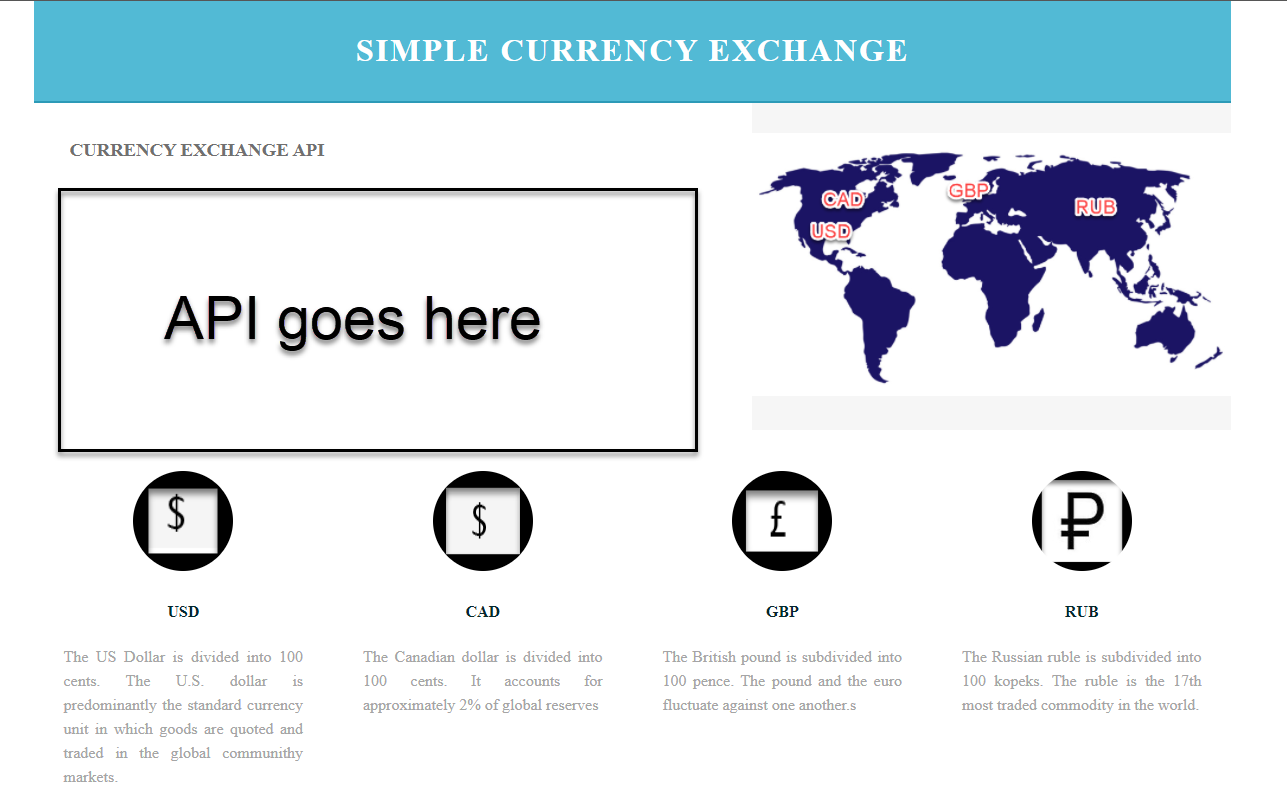 SIMPLE CURRENCY EXCHANGE
CURRENCY EXCHANGE API
API goes here
CAD
USD
GBP
RUB
$
$
£
₽
USD
The US Dollar is divided into 100
cents. The U.S. dollar is
predominantly the standard currency
unit in which goods are quoted and
traded in the global communithy
markets.
CAD
The Canadian dollar is divided into
100 cents. It accounts for
approximately 2% of global reserves
GBP
The British pound is subdivided into
100 pence. The pound and the euro
fluctuate against one another.s
RUB
The Russian ruble is subdivided into
100 kopeks. The ruble is the 17th
most traded commodity in the world.